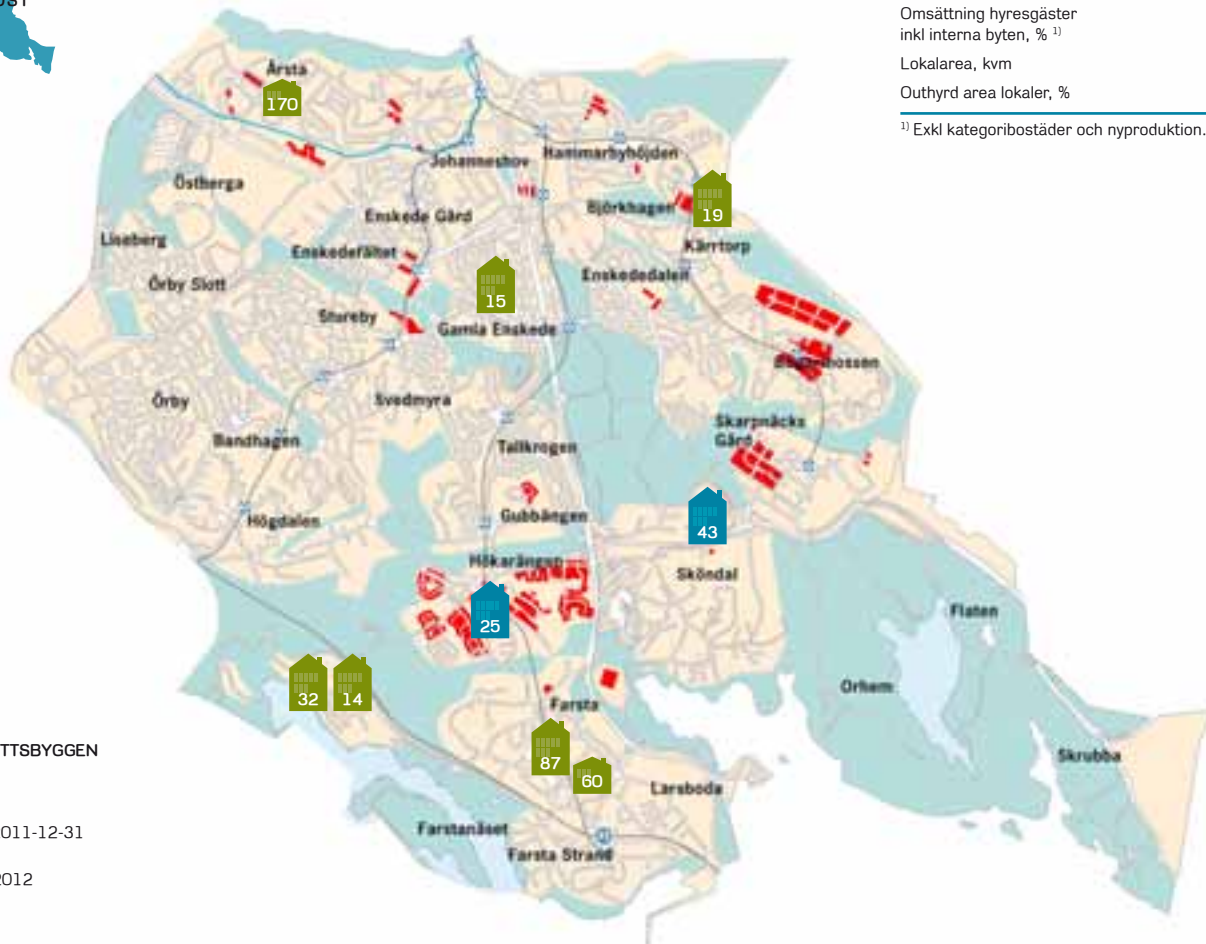 Omsättning hyresgäster
inkl interna byten, % 1)
Lokalarea, kvm
Outhyrd area lokaler, %
1) Exkl kategoribostäder och nyproduktion.
Årsta
170
Johanneshov
Hammarbyhöjden
Östberga
Enskede Gård
Björkhagen
19
Liseberg
Enskedefältet
Kärrtorp
Örby Slott
15
Enskededalen
Stureby
Gamla Enskede
Bagarmossen
Örby
Svedmyra
Bandhagen
Tallkrogen
Skarpnäcks
Gård
Högdalen
Gubbängen
43
Hökarängen
Sköndal
25
Flaten
32
14
Orhem
Farsta
87
60
Skrubba
Larsboda
TTSBYGGEN
011-12-31
Farstanäset
Farsta Strand
2012